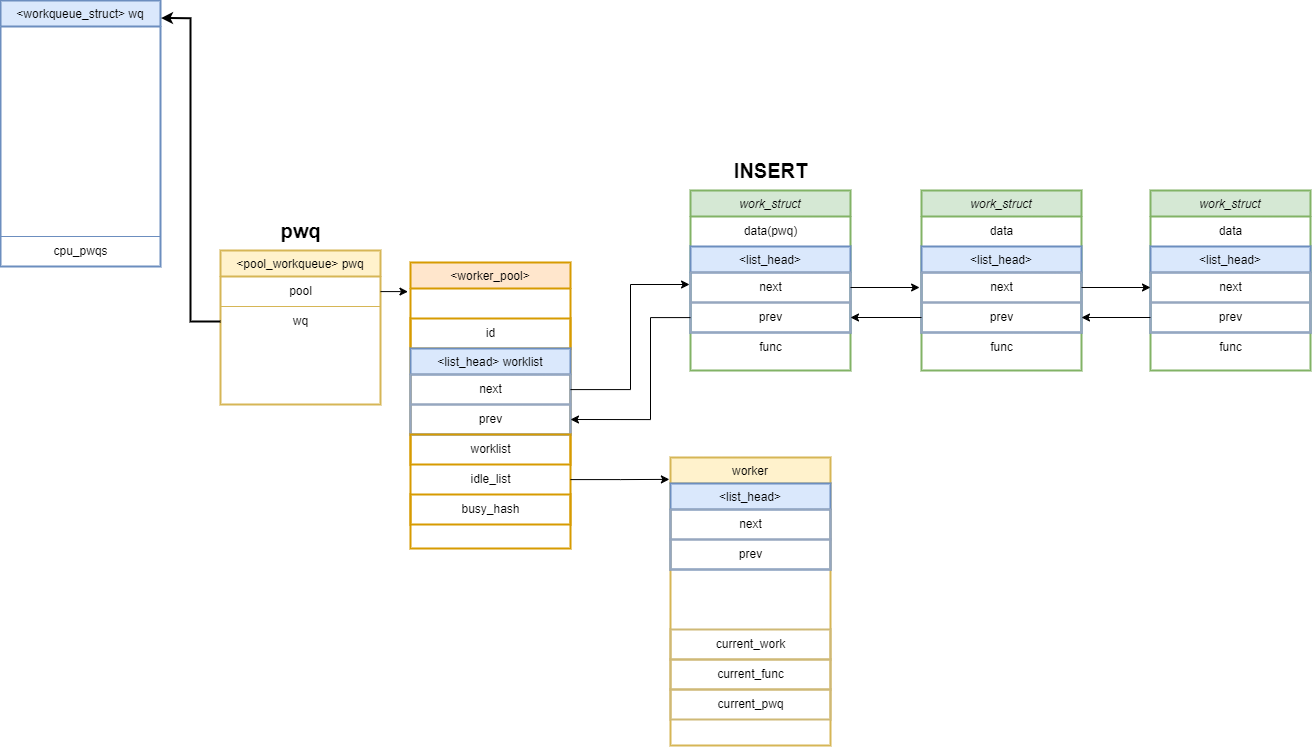 <workqueue_struct> wq
cpu_pwqs
pwq
<pool_workqueue> pwq
pool
wq
<worker_pool>
id
<list_head> worklist
next
prev
worklist
idle_list
busy_hash
INSERT
work_struct
data(pwq)
<list_head>
next
prev
func
work_struct
data
<list_head>
next
prev
func
work_struct
data
<list_head>
next
prev
func
worker
<list_head>
next
prev
current_work
current_func
current_pwq